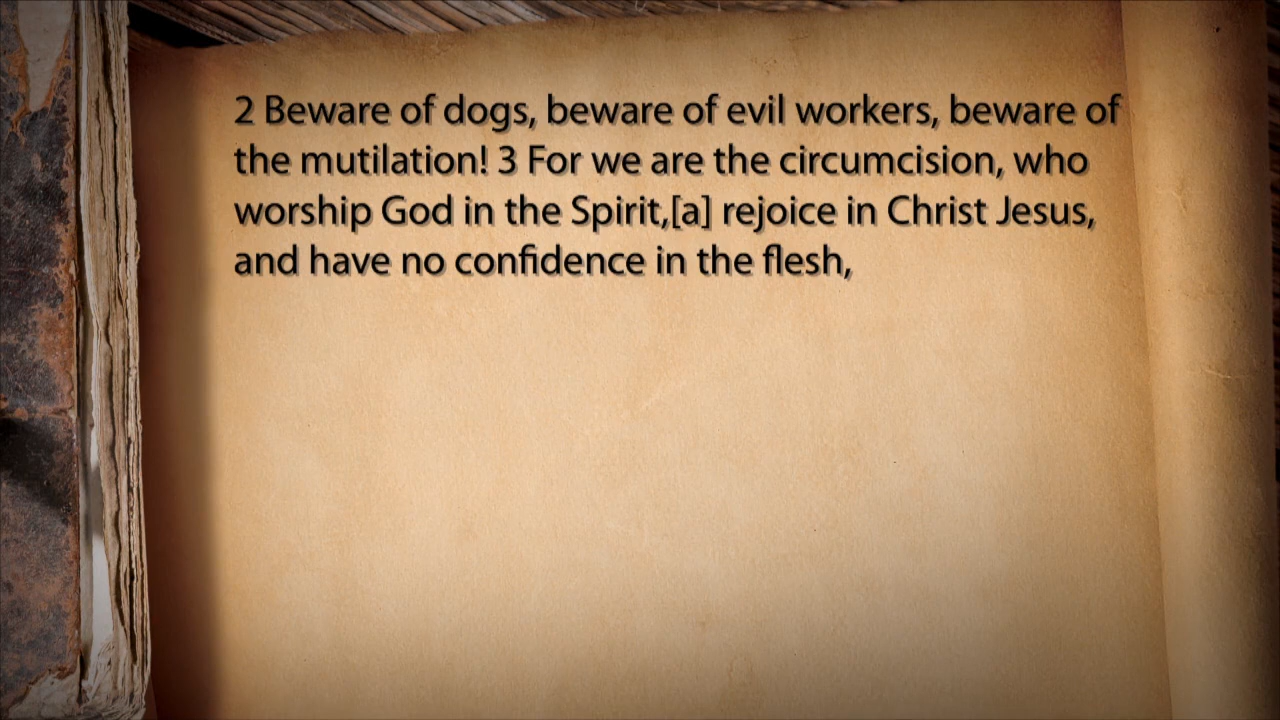 2 Beware of dogs, beware of evil workers, beware of
the mutilation! 3 For we are the circumcision, who
worship God in the Spirit,[a] rejoice in Christ Jesus,
and have no confidence in the flesh,